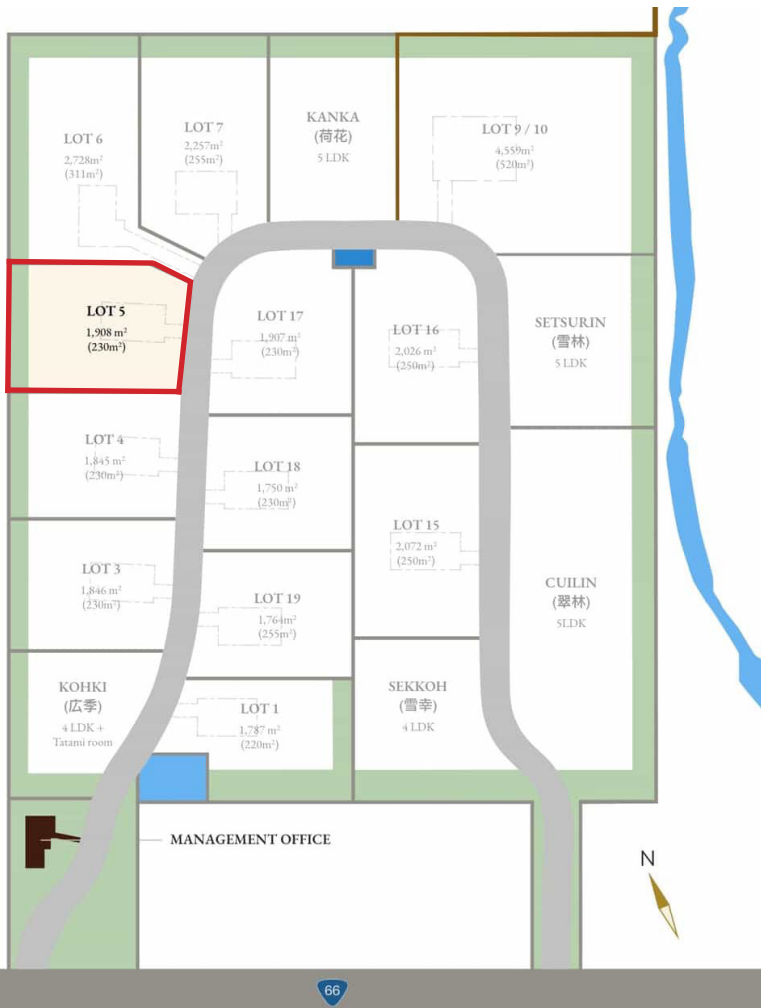 LOT 6
2,728m²
(311m²)
LOT 7
2,257m²
(255m²)
KANKA
(荷花)
5 LDK
LOT 9 / 10
4,559m²
(520m²)
LOT 5
1,908 m²
(230m²)
LOT 17
1,907 m²
(230m²)
LOT 16
2,026 m²
(250m²)
SETSURIN
(雪林)
5 LDK
LOT 4
1,845 m²
(230m²)
LOT 18
1,750 m²
(230m²)
LOT 15
2,072 m²
(250m²)
LOT 3
1,846 m²
(230m²)
LOT 19
1,764m²
(255m²)
CUILIN
(翠林)
5LDK
KOHKI
(広季)
4 LDK +
Tatami room
LOT 1
1,787 m²
(220m²)
SEKKOH
(雪幸)
4 LDK
MANAGEMENT OFFICE
N
66